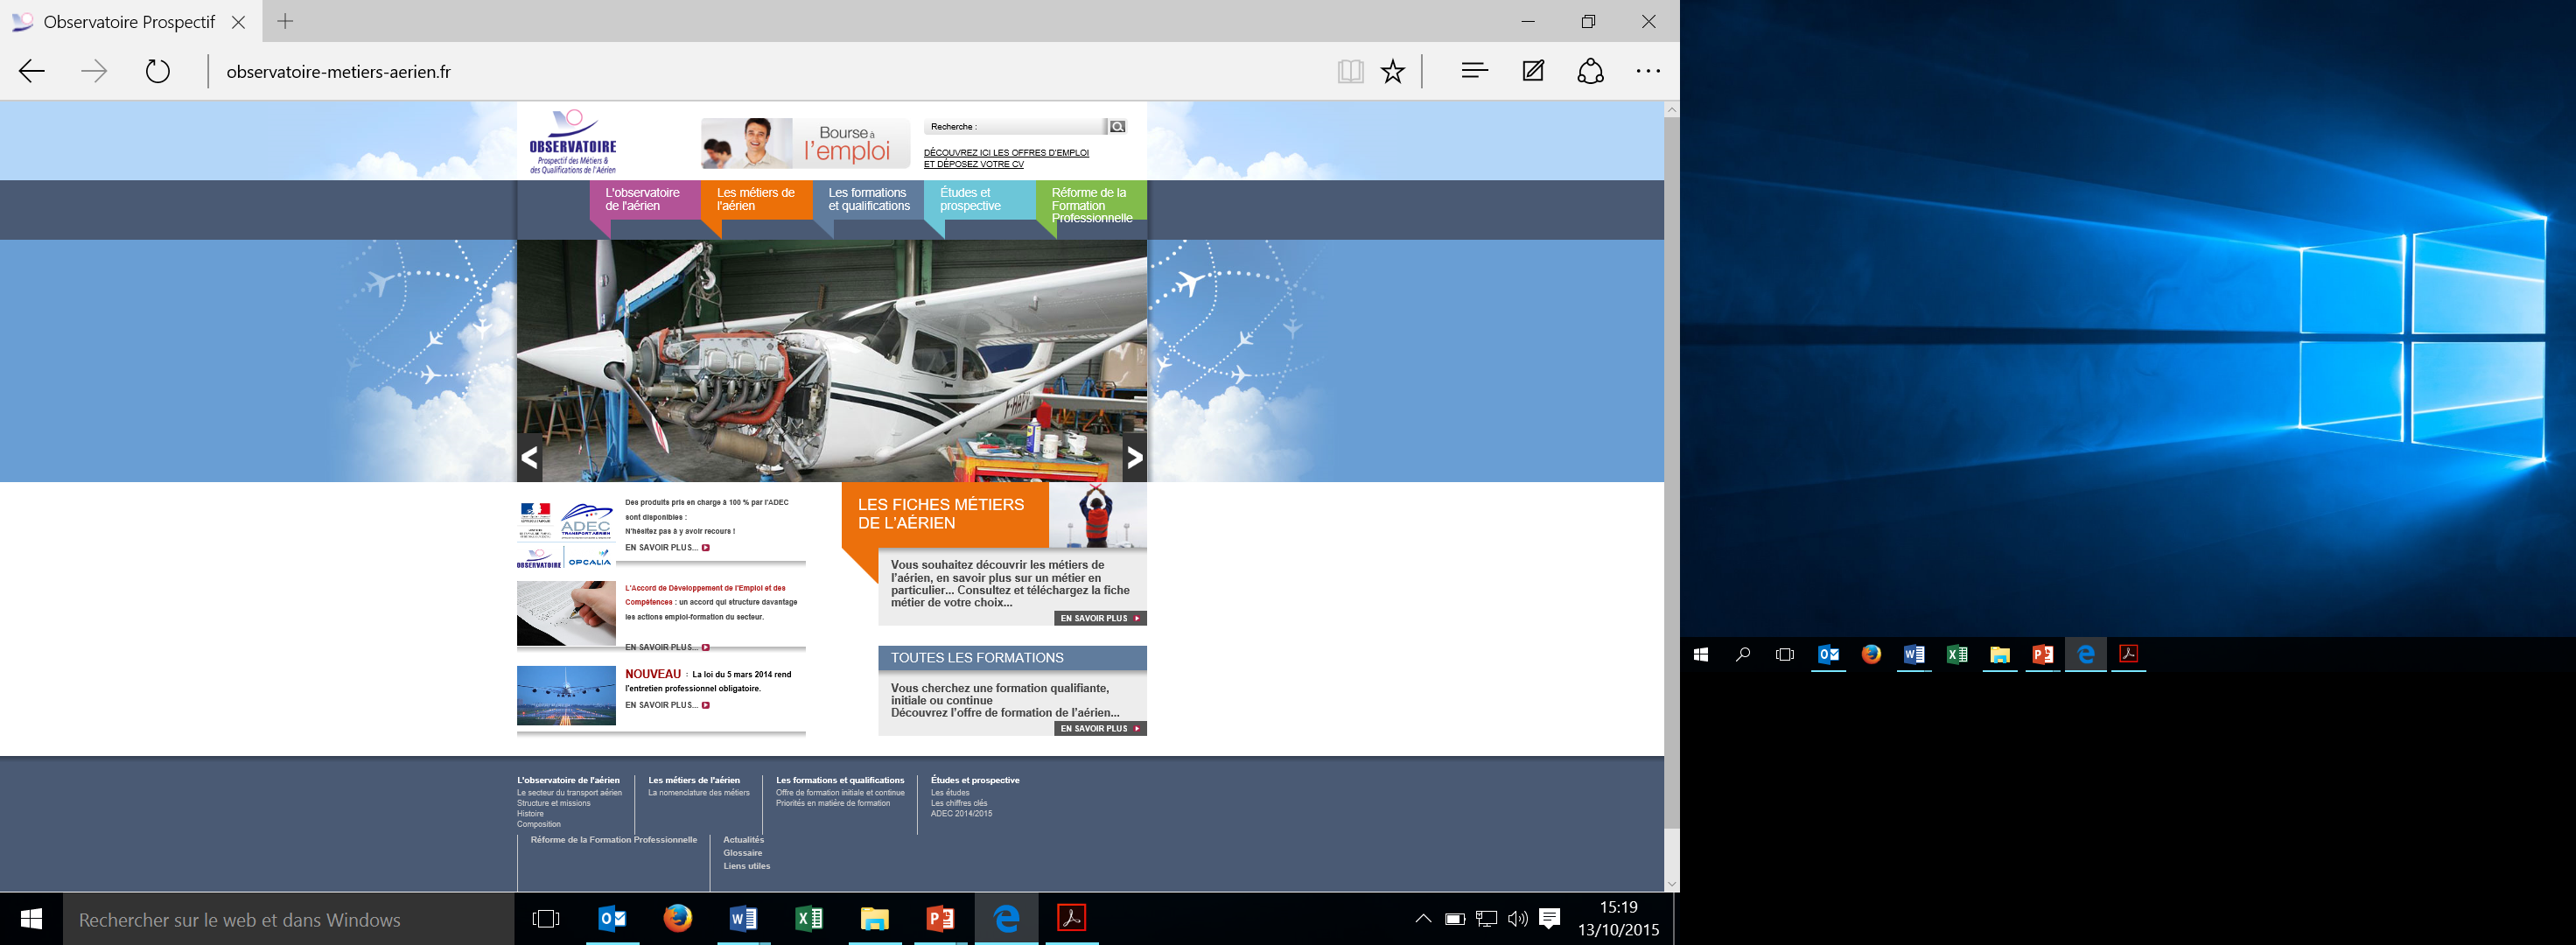 Observatoire Prospectif
observatoire-metiers-aerien.fr
OBSERVATOIRE
Prospectif des Métiers &
des Qualifications de l'Aérien
Bourse à
l'emploi
Recherche :
DÉCOUVREZ ICI LES OFFRES D'EMPLOI
ET DÉPOSEZ VOTRE CV
L'observatoire
de l'aérien
Les métiers de
l'aérien
Les formations
et qualifications
Études et
prospective
Réforme de la
Formation
Professionnelle
ADEC
TRANSPORT AÉRIEN
OBSERVATOIRE
OPCALIA
Des produits pris en charge à 100 % par l'ADEC
sont disponibles :
N'hésitez pas à y avoir recours !
EN SAVOIR PLUS...
L'Accord de Développement de l'Emploi et des
Compétences : un accord qui structure davantage
les actions emploi-formation du secteur.
EN SAVOIR PLUS...
NOUVEAU : La loi du 5 mars 2014 rend
l'entretien professionnel obligatoire.
EN SAVOIR PLUS...
LES FICHES MÉTIERS
DE L'AÉRIEN
Vous souhaitez découvrir les métiers de
l'aérien, en savoir plus sur un métier en
particulier... Consultez et téléchargez la fiche
métier de votre choix...
EN SAVOIR PLUS
TOUTES LES FORMATIONS
Vous cherchez une formation qualifiante,
initiale ou continue
Découvrez l'offre de formation de l'aérien...
EN SAVOIR PLUS
L'observatoire de l'aérien
Le secteur du transport aérien
Structure et missions
Histoire
Composition
Les métiers de l'aérien
La nomenclature des métiers
Les formations et qualifications
Offre de formation initiale et continue
Priorités en matière de formation
Études et prospective
Les études
Les chiffres clés
ADEC 2014/2015
Réforme de la Formation Professionnelle
Actualités
Glossaire
Liens utiles
Rechercher sur le web et dans Windows
15:19
13/10/2015